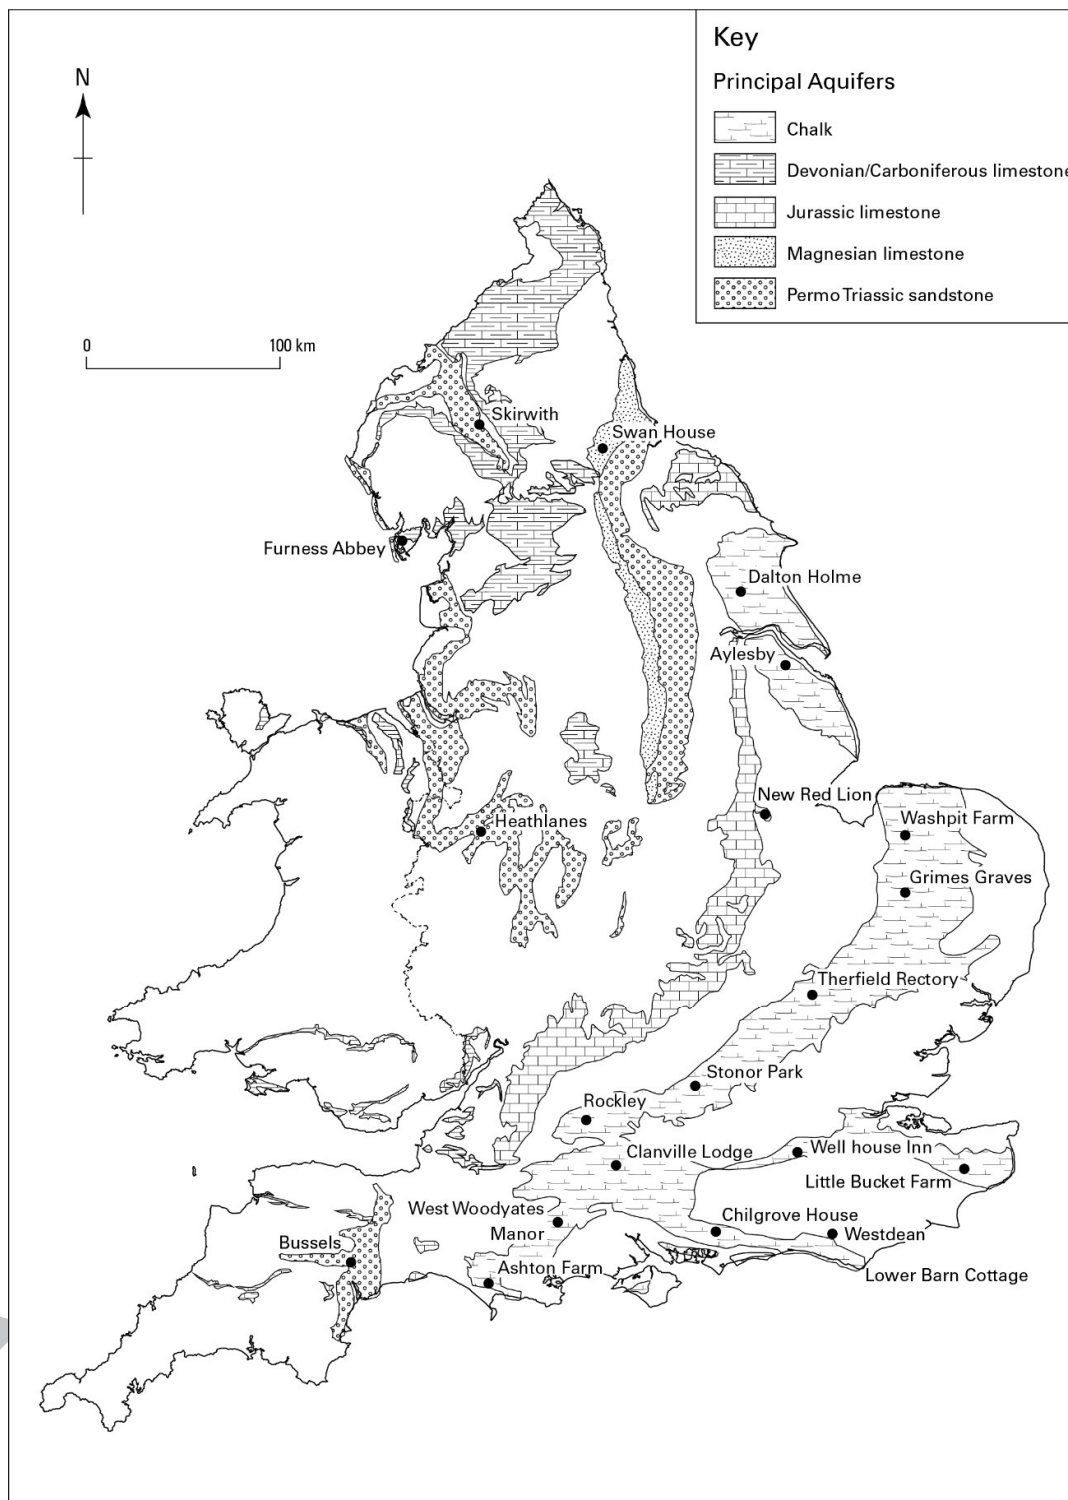 Key
Principal Aquifers
Chalk
Devonian/Carboniferous limestone
Jurassic limestone
Magnesian limestone
Permo Triassic sandstone
N
0 100 km
Skirwith
Swan House
Furness Abbey
Dalton Holme
Aylesby
New Red Lion
Washpit Farm
Heathlanes
Grimes Graves
Therfield Rectory
Stonor Park
Rockley
Clanville Lodge
Well house Inn
Little Bucket Farm
West Woodyates
Manor
Chilgrove House
Westdean
Bussels
Ashton Farm
Lower Barn Cottage